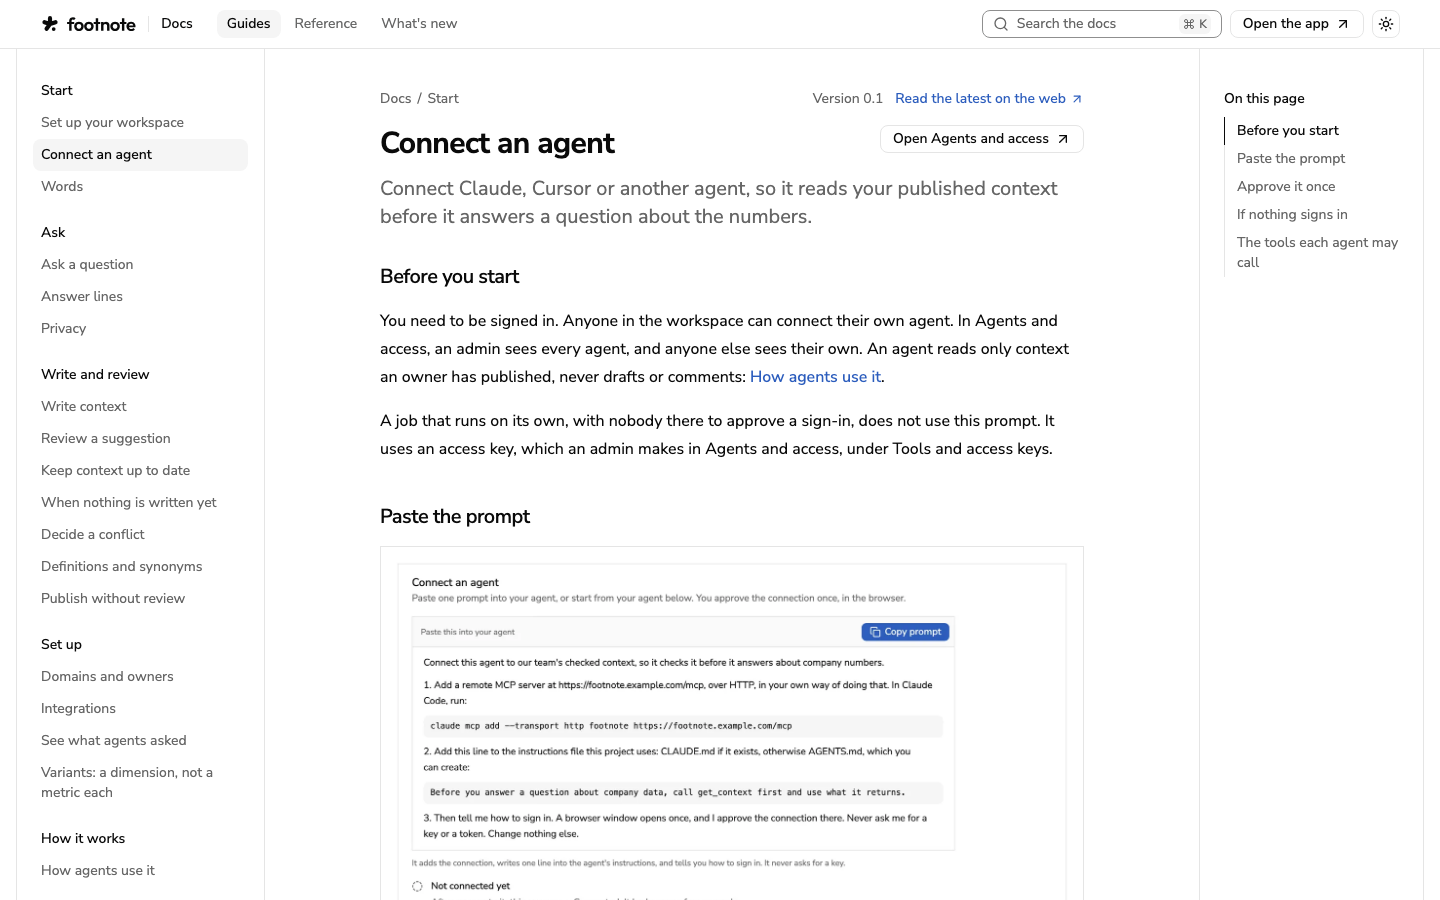 footnote
Docs
Guides
Reference
What's new
Search the docs
⌘ K
Open the app
Start
Set up your workspace
Connect an agent
Words
Ask
Ask a question
Answer lines
Privacy
Write and review
Write context
Review a suggestion
Keep context up to date
When nothing is written yet
Decide a conflict
Definitions and synonyms
Publish without review
Set up
Domains and owners
Integrations
See what agents asked
Variants: a dimension, not a
metric each
How it works
How agents use it
Docs / Start
Version 0.1
Read the latest on the web
Connect an agent
Open Agents and access
Connect Claude, Cursor or another agent, so it reads your published context
before it answers a question about the numbers.
Before you start
You need to be signed in. Anyone in the workspace can connect their own agent. In Agents and
access, an admin sees every agent, and anyone else sees their own. An agent reads only context
an owner has published, never drafts or comments: How agents use it.
A job that runs on its own, with nobody there to approve a sign-in, does not use this prompt. It
uses an access key, which an admin makes in Agents and access, under Tools and access keys.
Paste the prompt
Connect an agent
Paste one prompt into your agent, or start from your agent below. You approve the connection once, in the browser.
Paste this into your agent
Copy prompt
Connect this agent to our team's checked context, so it checks it before it answers about company numbers.
1. Add a remote MCP server at https://footnote.example.com/mcp, over HTTP, in your own way of doing that. In Claude
Code, run:
claude mcp add --transport http footnote https://footnote.example.com/mcp
2. Add this line to the instructions file this project uses: CLAUDE.md if it exists, otherwise AGENTS.md, which you
can create:
Before you answer a question about company data, call get_context first and use what it returns.
3. Then tell me how to sign in. A browser window opens once, and I approve the connection there. Never ask me for a
key or a token. Change nothing else.
It adds the connection, writes one line into the agent's instructions, and tells you how to sign in. It never asks for a key.
Not connected yet
On this page
Before you start
Paste the prompt
Approve it once
If nothing signs in
The tools each agent may
call